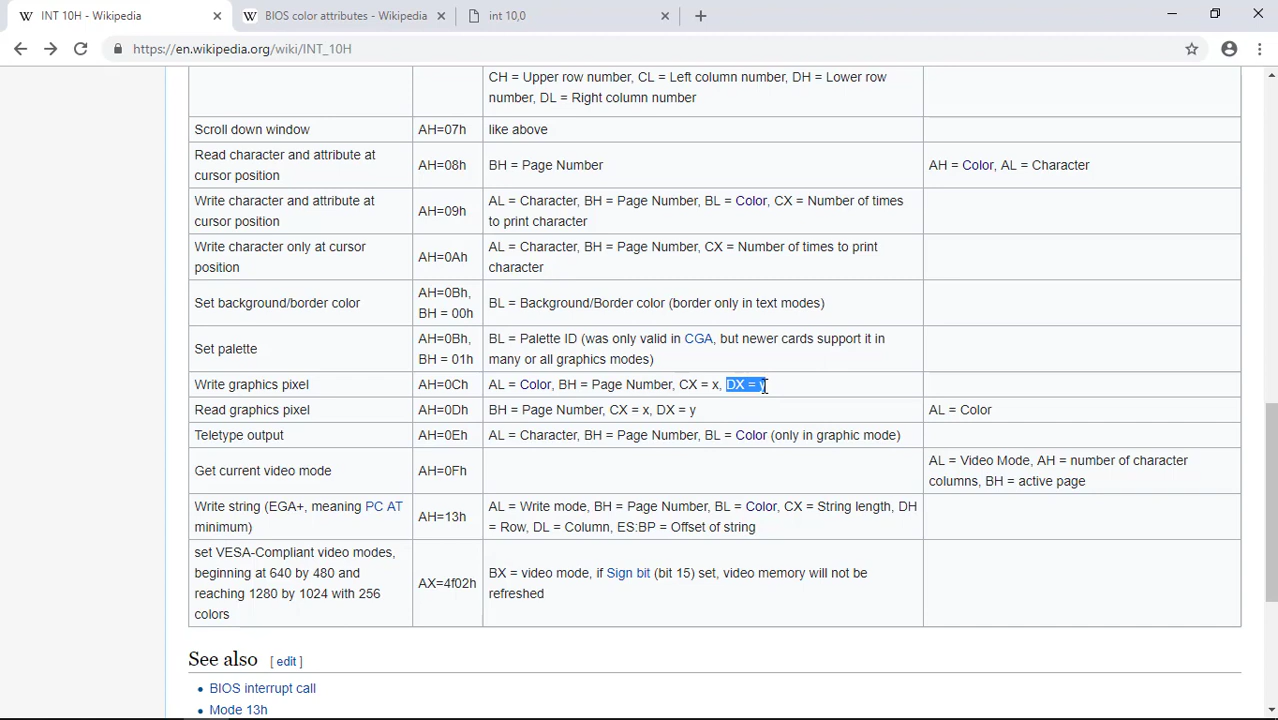 INT 10H - Wikipedia
BIOS color attributes - Wikipedia
int 10,0
https://en.wikipedia.org/wiki/INT_10H
CH = Upper row number, CL = Left column number, DH = Lower row
number, DL = Right column number
Scroll down window
AH=07h
like above
Read character and attribute at
cursor position
AH=08h
BH = Page Number
AH = Color, AL = Character
Write character and attribute at
cursor position
AH=09h
AL = Character, BH = Page Number, BL = Color, CX = Number of times
to print character
Write character only at cursor
position
AH=0Ah
AL = Character, BH = Page Number, CX = Number of times to print
character
Set background/border color
AH=0Bh,
BH = 00h
BL = Background/Border color (border only in text modes)
Set palette
AH=0Bh,
BH = 01h
BL = Palette ID (was only valid in CGA, but newer cards support it in
many or all graphics modes)
Write graphics pixel
AH=0Ch
AL = Color, BH = Page Number, CX = x, DX = y
Read graphics pixel
AH=0Dh
BH = Page Number, CX = x, DX = y
AL = Color
Teletype output
AH=0Eh
AL = Character, BH = Page Number, BL = Color (only in graphic mode)
Get current video mode
AH=0Fh
AL = Video Mode, AH = number of character
columns, BH = active page
Write string (EGA+, meaning PC AT
minimum)
AH=13h
AL = Write mode, BH = Page Number, BL = Color, CX = String length, DH
= Row, DL = Column, ES:BP = Offset of string
set VESA-Compliant video modes,
beginning at 640 by 480 and
reaching 1280 by 1024 with 256
colors
AX=4f02h
BX = video mode, if Sign bit (bit 15) set, video memory will not be
refreshed
See also [ edit ]
BIOS interrupt call
Mode 13h